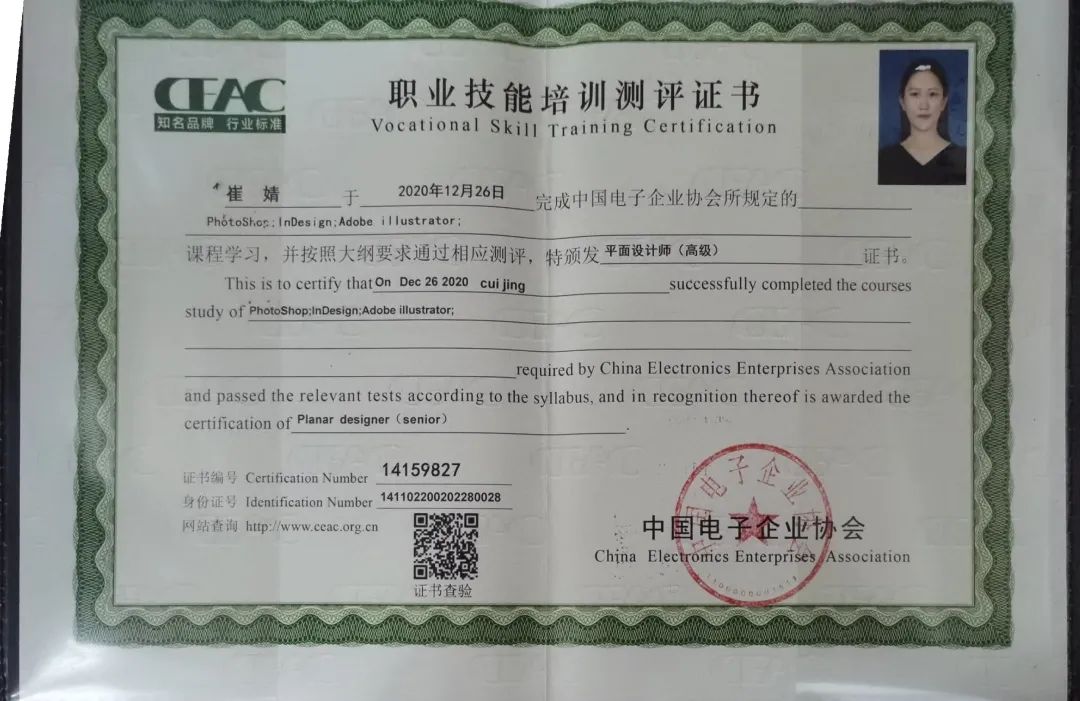 CEAC
知名品牌 行业标准
职业技能培训测评证书
Vocational Skill Training Certification
崔 婧 于 2020年12月26日 完成中国电子企业协会所规定的
PhotoShop;InDesign;Adobe illustrator;
课程学习，并按照大纲要求通过相应测评，特颁发 平面设计师（高级） 证书。
This is to certify that On Dec 26 2020 cui jing successfully completed the courses
study of PhotoShop;InDesign;Adobe illustrator;
required by China Electronics Enterprises Association
and passed the relevant tests according to the syllabus, and in recognition thereof is awarded the
certification of Planar designer（senior）.
证书编号 Certification Number 14159827
身份证号 Identification Number 141102200202280028
网站查询 http://www.ceac.org.cn
证书查验
中国电子企业协会
China Electronics Enterprises Association
中国电子企业协会